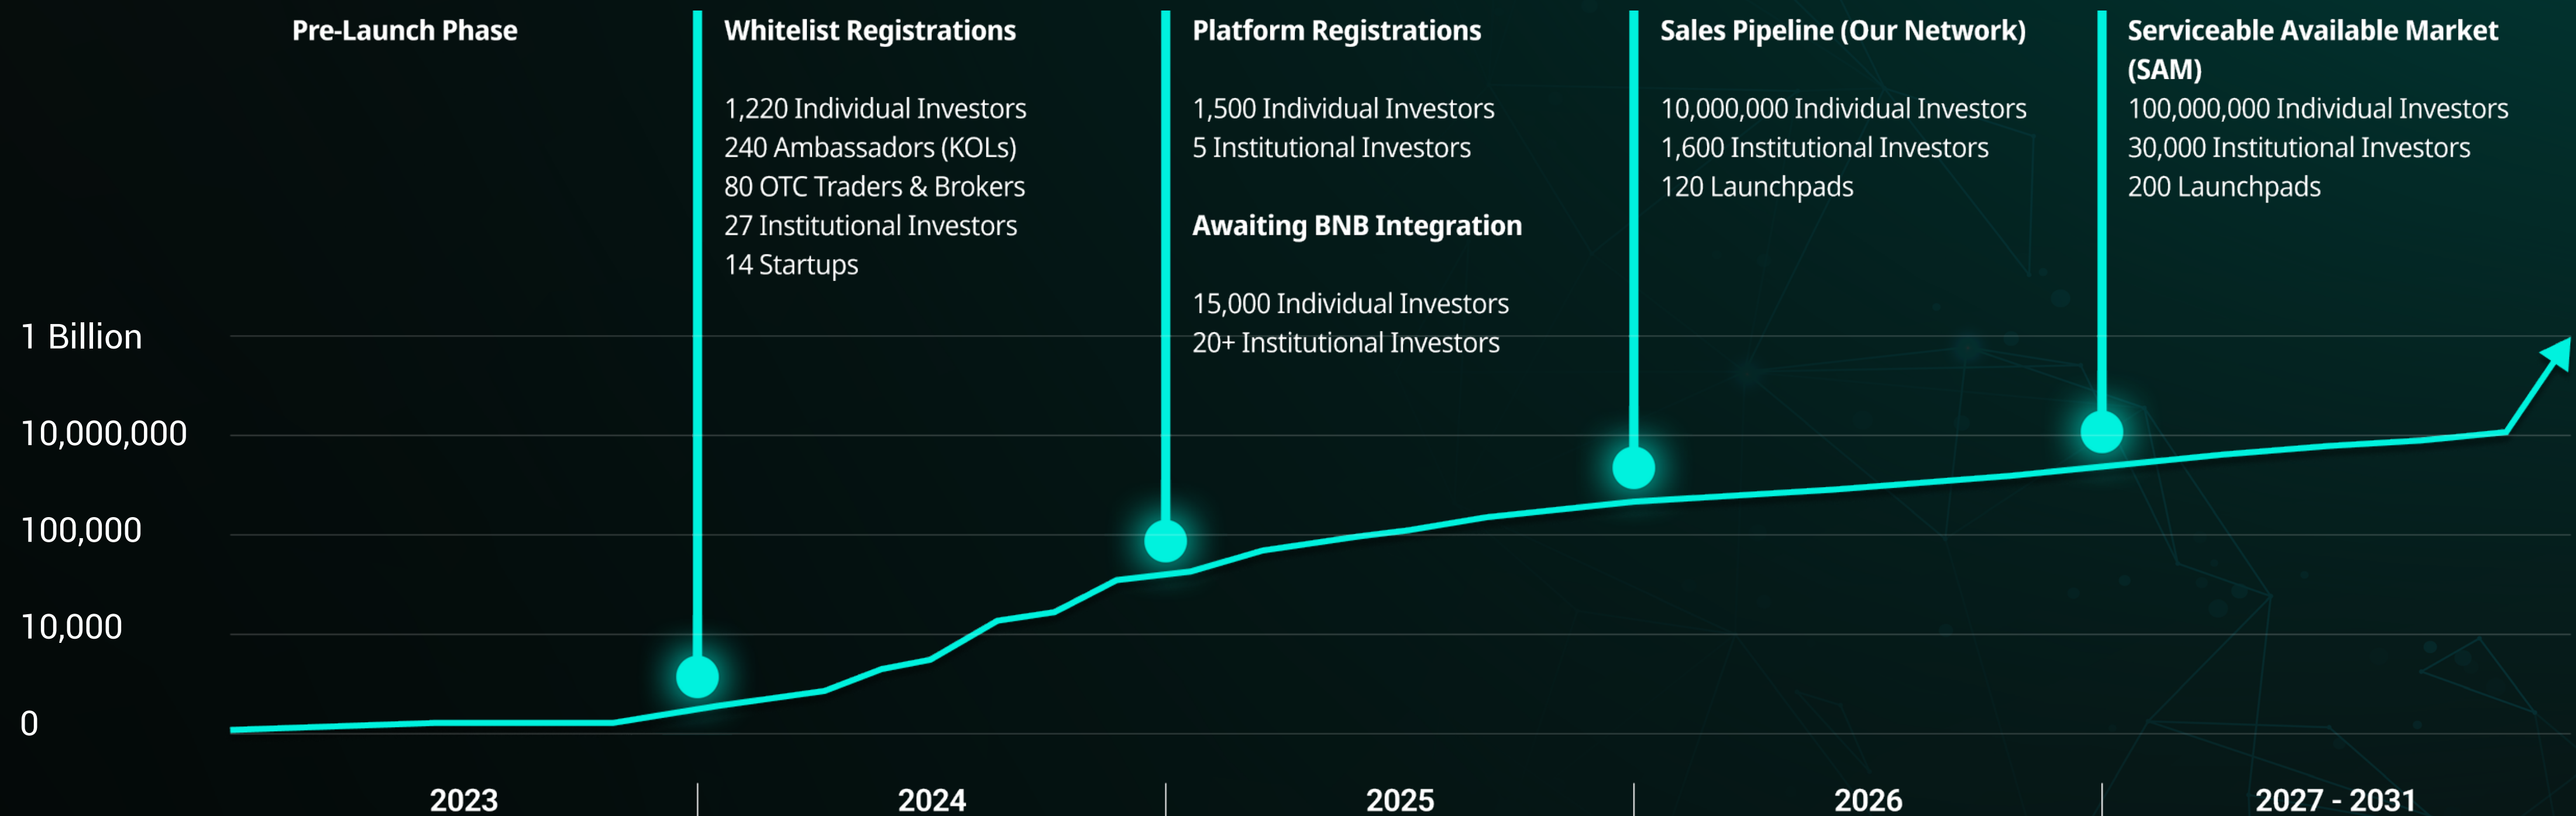 Pre-Launch Phase
Whitelist Registrations
1,220 Individual Investors
240 Ambassadors (KOLs)
80 OTC Traders & Brokers
27 Institutional Investors
14 Startups
Platform Registrations
1,500 Individual Investors
5 Institutional Investors
Awaiting BNB Integration
15,000 Individual Investors
20+ Institutional Investors
Sales Pipeline (Our Network)
10,000,000 Individual Investors
1,600 Institutional Investors
120 Launchpads
Serviceable Available Market
(SAM)
100,000,000 Individual Investors
30,000 Institutional Investors
200 Launchpads
1 Billion
10,000,000
100,000
10,000
0
2023
2024
2025
2026
2027 - 2031